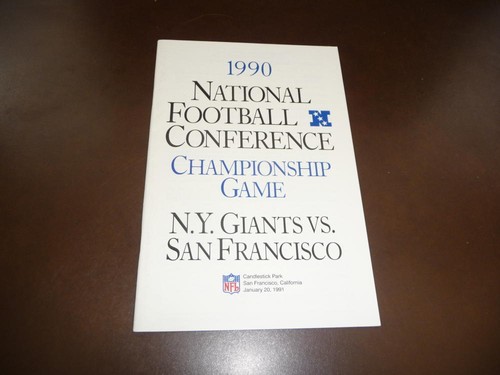 1990
NATIONAL
FOOTBALL N
CONFERENCE
CHAMPIONSHIP
GAME
N.Y. GIANTS VS.
SAN FRANCISCO
NFL
Candlestick Park
San Francisco, California
January 20, 1991